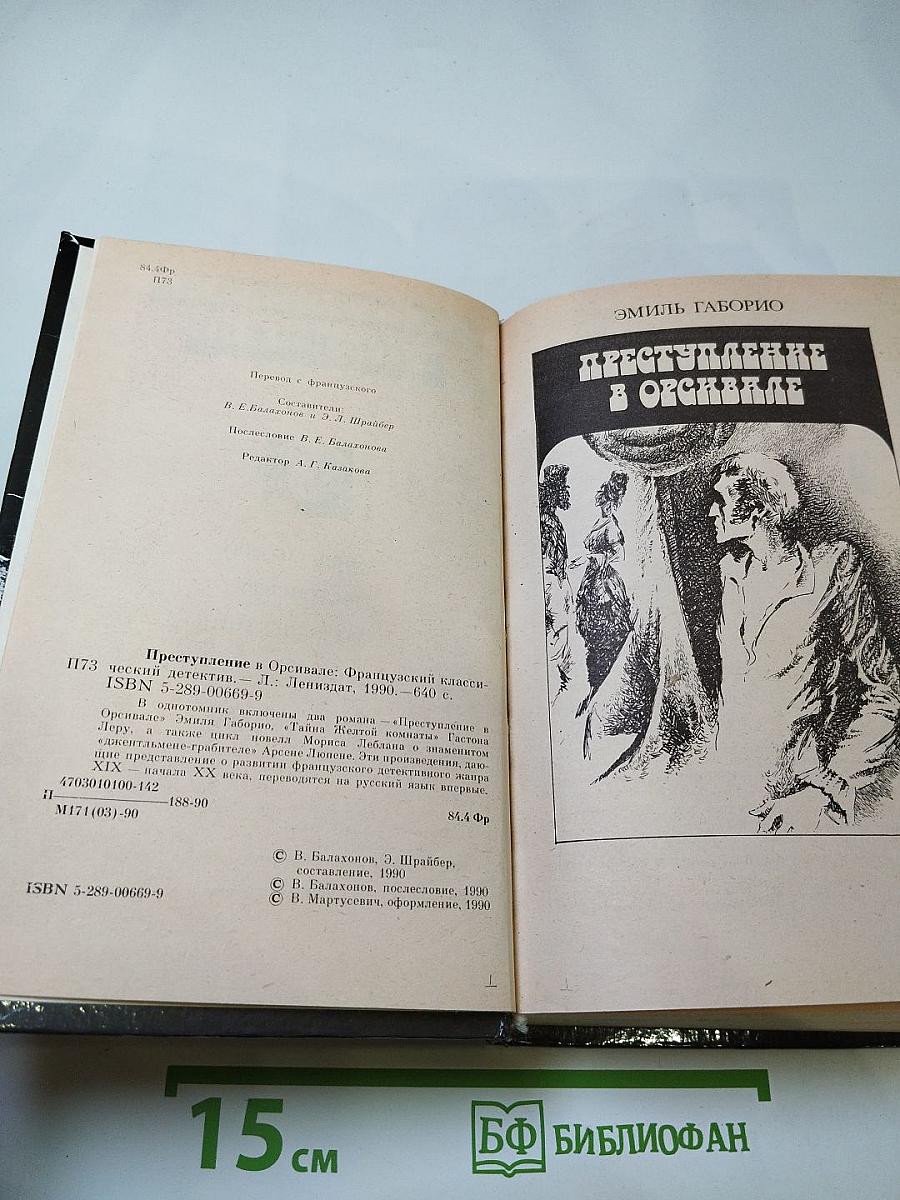 84.4Фр
П73
Перевод с французского
Составители:
В. Е. Балахонов и Э. Л. Шрайбер
Послесловие В. Е. Балахонова
Редактор А. Г. Казакова
Преступление в Орсивале: Французский класси-
П73 ческий детектив.— Л.: Лениздат, 1990.—640 с.
ISBN 5-289-00669-9
В однотомник включены два романа—«Преступление в
Орсивале» Эмиля Габорио, «Тайна Желтой комнаты» Гастона
Леру, а также цикл новелл Мориса Леблана о знаменитом
«джентльмене-грабителе» Арсене Люпене. Эти произведения, даю-
щие представление о развитии французского детективного жанра
XIX — начала XX века, переводятся на русский язык впервые.
4703010100-142
П————188-90
М171(03)-90
84.4 Фр
© В. Балахонов, Э. Шрайбер,
составление, 1990
© В. Балахонов, послесловие, 1990
© В. Мартусевич, оформление, 1990
ISBN 5-289-00669-9
ЭМИЛЬ ГАБОРИО
ПРЕСТУПЛЕНИЕ
В ОРСИВАЛЕ
15 см
БФ БИБЛИОФАН